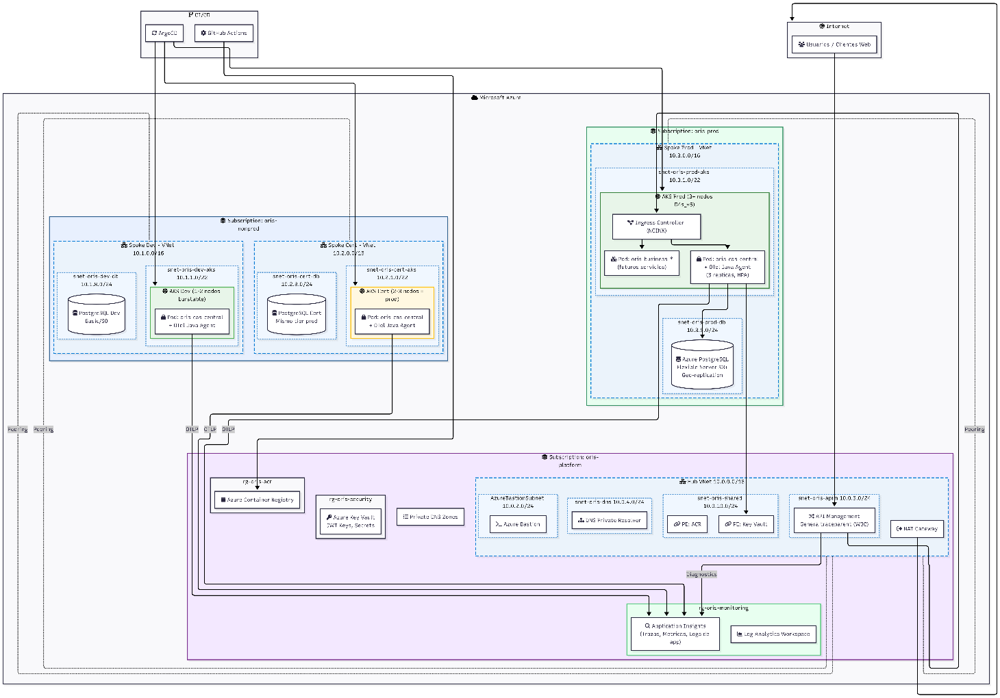 CI/CD
ArgoCD
GitHub Actions
Internet
Usuarios / Clientes Web
Microsoft Azure
Subscription: oris-prod
Spoke Prod - VNet
10.3.0.0/16
snet-oris-prod-aks
10.3.1.0/22
AKS Prod (3+ nodos
D4s_v5)
Ingress Controller
(NGINX)
Pod: oris-business-*
(futuros servicios)
Pod: oris-cas-central
+ OTel Java Agent
(3 replicas, HPA)
snet-oris-prod-db
10.3.8.0/24
Azure PostgreSQL
Flexible Server S3+
Geo-replication
Subscription: oris-
nonprod
Spoke Dev - VNet
10.1.0.0/16
snet-oris-dev-db
10.1.8.0/24
PostgreSQL Dev
Basic/S0
snet-oris-dev-aks
10.1.1.0/22
AKS Dev (1-2 nodos
burstable)
Pod: oris-cas-central
+ OTel Java Agent
Spoke Cert - VNet
10.2.0.0/16
snet-oris-cert-db
10.2.8.0/24
PostgreSQL Cert
Mismo tier prod
snet-oris-cert-aks
10.2.1.0/22
AKS Cert (2-3 nodos =
prod)
Pod: oris-cas-central
+ OTel Java Agent
Peering
Peering
OTLP
OTLP
OTLP
Peering
Subscription: oris-
platform
rg-oris-acr
Azure Container Registry
rg-oris-security
Azure Key Vault
JWT Keys, Secrets
Private DNS Zones
Hub VNet 10.0.0.0/16
AzureBastionSubnet
10.0.2.0/24
Azure Bastion
snet-oris-dns 10.0.4.0/24
DNS Private Resolver
snet-oris-shared
10.0.10.0/24
PE: ACR
PE: Key Vault
snet-oris-apim 10.0.3.0/24
API Management
Genera traceparent (W3C)
NAT Gateway
Diagnostics
rg-oris-monitoring
Application Insights
(Trazas, Metricas, Logs de
app)
Log Analytics Workspace